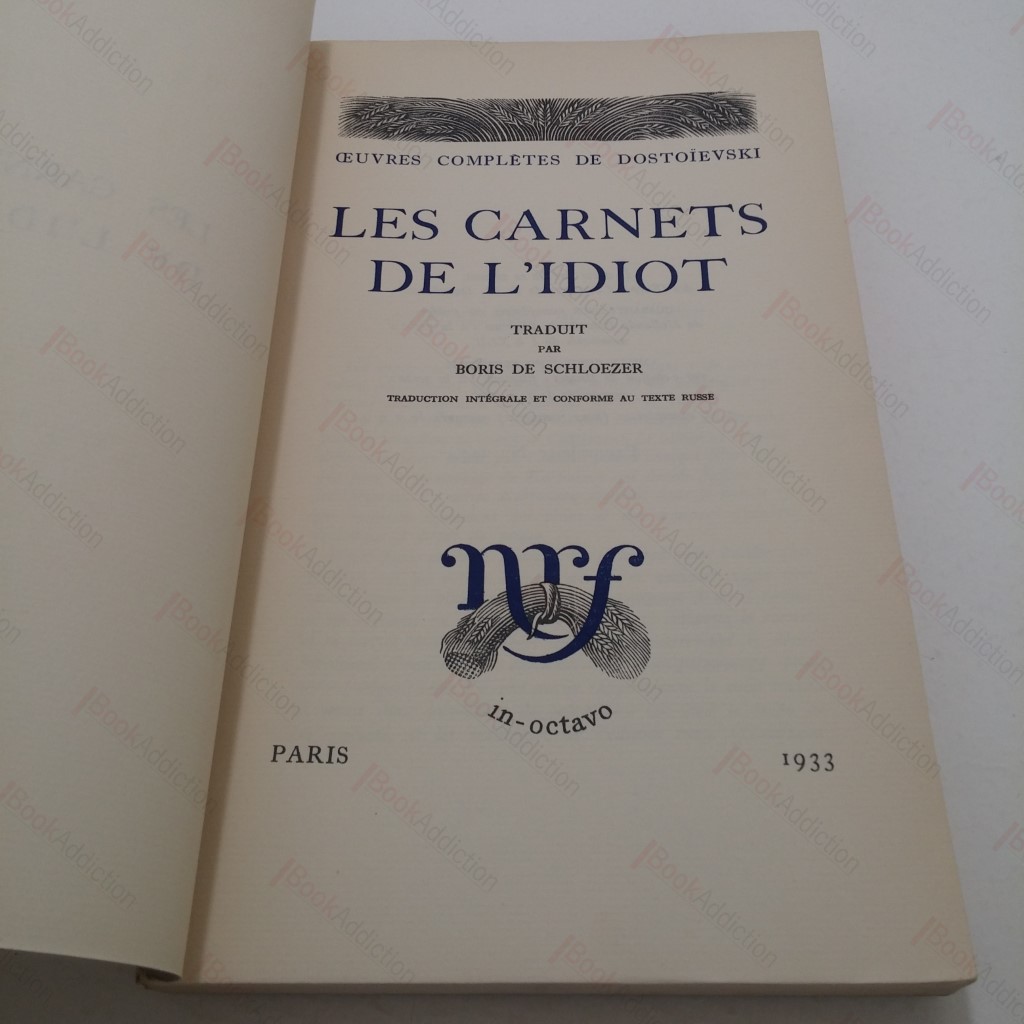 ŒUVRES COMPLÈTES DE DOSTOÏEVSKI
LES CARNETS
DE L'IDIOT
TRADUIT
PAR
BORIS DE SCHLOEZER
TRADUCTION INTÉGRALE ET CONFORME AU TEXTE RUSSE
nrf
in-octavo
PARIS 1933
BookAddiction